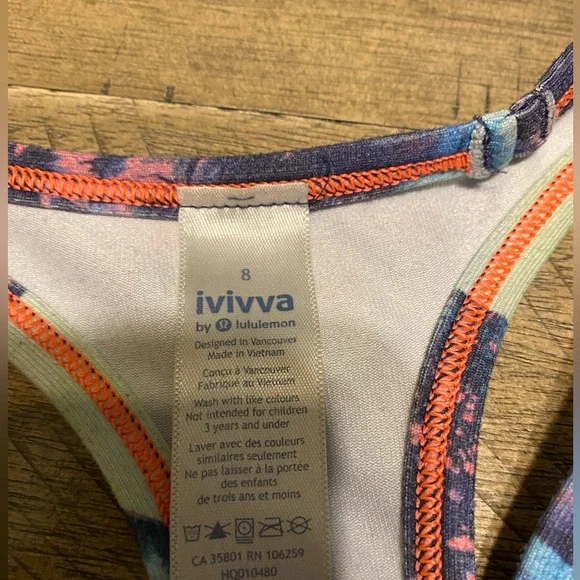 8
ivivva
by lululemon
Designed in Vancouver
Made in Vietnam
Conçu à Vancouver
Fabriqué au Vietnam
Wash with like colours
Not intended for children
3 years and under
Laver avec des couleurs
similaires seulement
Ne pas laisser à la portée
des enfants
de trois ans et moins
CA 35801 RN 106259
HQ010480